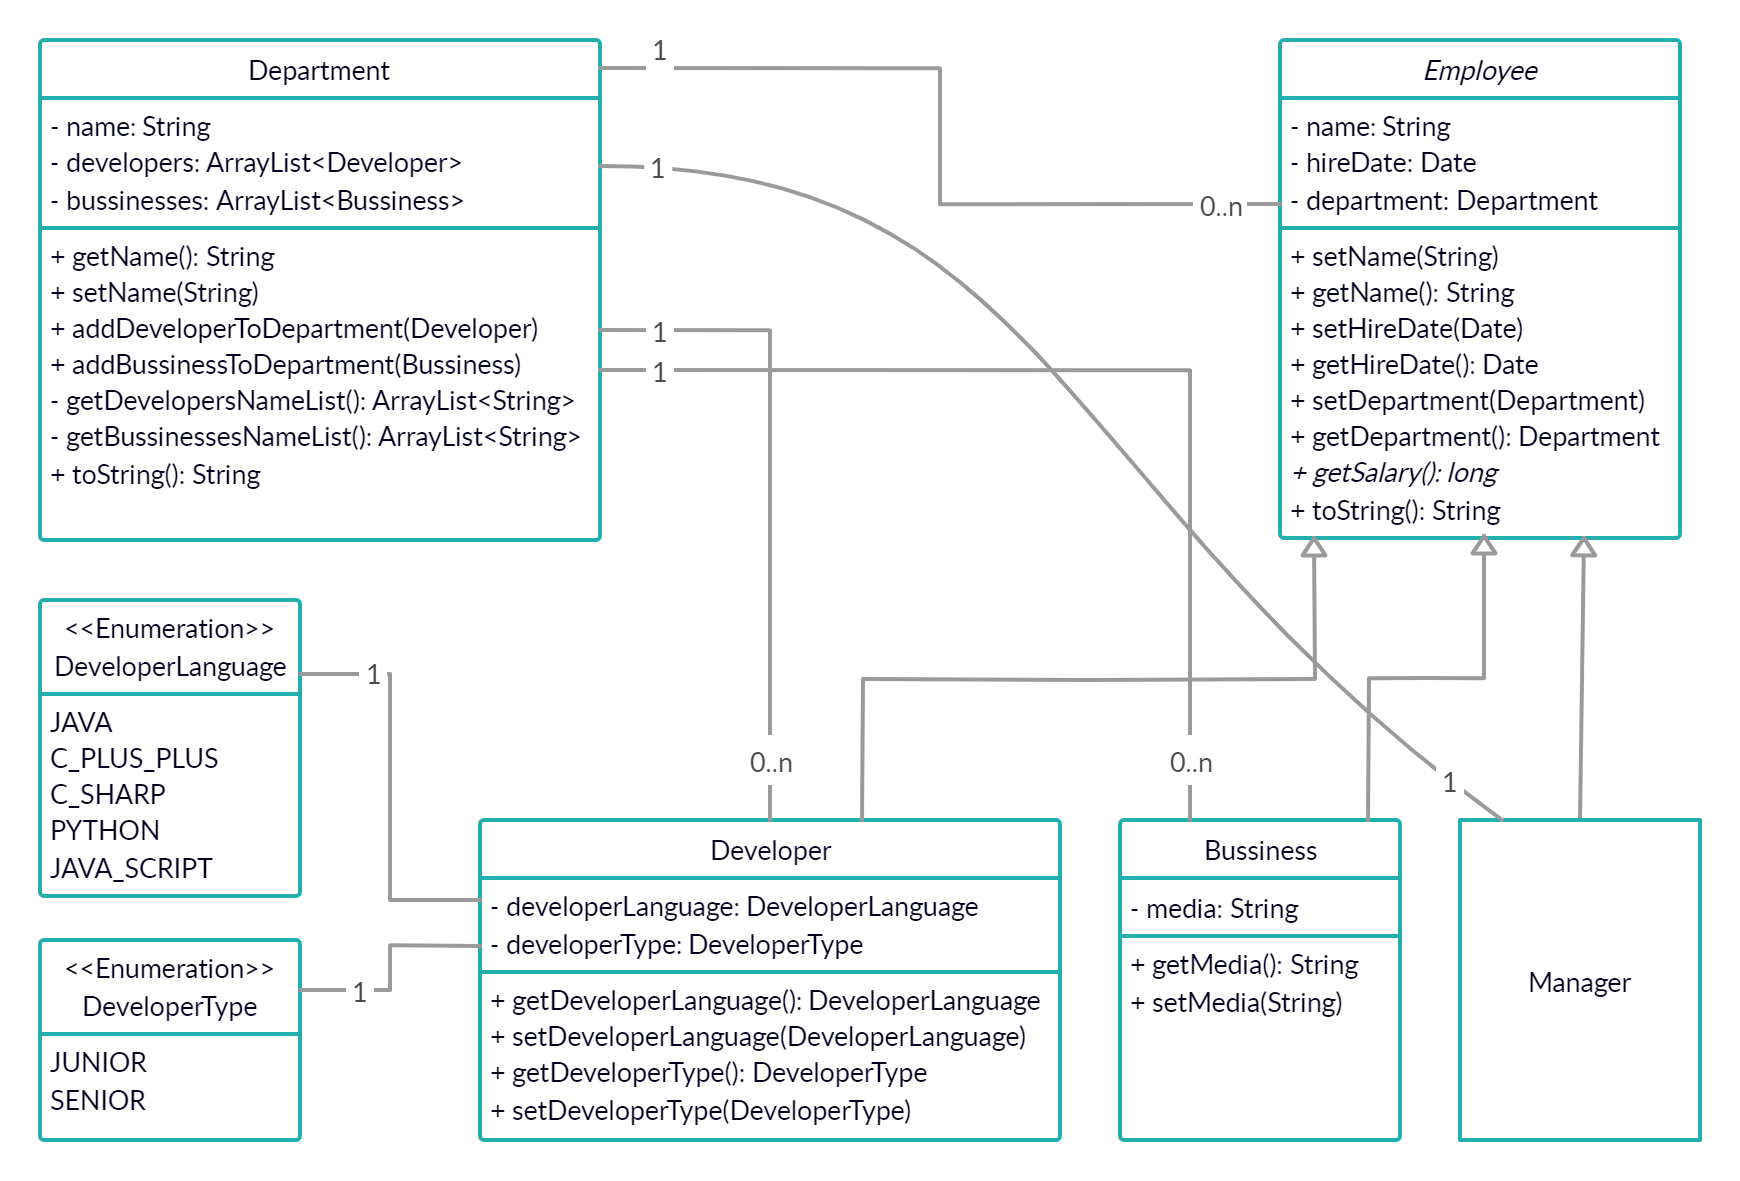 Department
- name: String
- developers: ArrayList<Developer>
- bussinesses: ArrayList<Bussiness>
+ getName(): String
+ setName(String)
+ addDeveloperToDepartment(Developer)
+ addBussinessToDepartment(Bussiness)
- getDevelopersNameList(): ArrayList<String>
- getBussinessesNameList(): ArrayList<String>
+ toString(): String
1
1
1
1
0..n
Employee
- name: String
- hireDate: Date
- department: Department
+ setName(String)
+ getName(): String
+ setHireDate(Date)
+ getHireDate(): Date
+ setDepartment(Department)
+ getDepartment(): Department
+ getSalary(): long
+ toString(): String
<<Enumeration>>
DeveloperLanguage
JAVA
C_PLUS_PLUS
C_SHARP
PYTHON
JAVA_SCRIPT
1
<<Enumeration>>
DeveloperType
JUNIOR
SENIOR
1
0..n
0..n
1
Developer
- developerLanguage: DeveloperLanguage
- developerType: DeveloperType
+ getDeveloperLanguage(): DeveloperLanguage
+ setDeveloperLanguage(DeveloperLanguage)
+ getDeveloperType(): DeveloperType
+ setDeveloperType(DeveloperType)
Bussiness
- media: String
+ getMedia(): String
+ setMedia(String)
Manager